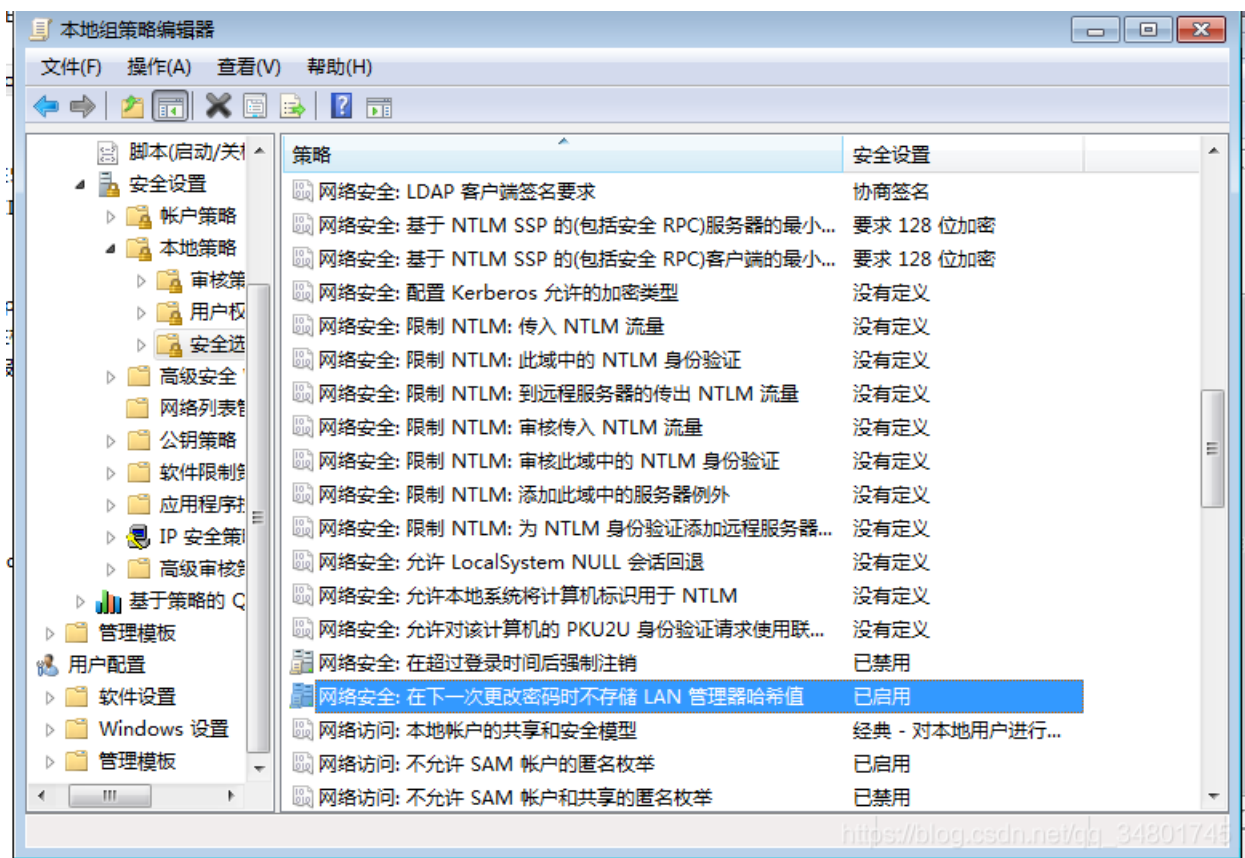 本地组策略编辑器
文件(F) 操作(A) 查看(V) 帮助(H)
脚本(启动/关
安全设置
帐户策略
本地策略
审核策
用户权
安全选
高级安全
网络列表
公钥策略
软件限制
应用程序
IP 安全策
高级审核
基于策略的 Q
管理模板
用户配置
软件设置
Windows 设置
管理模板
策略 安全设置
网络安全: LDAP 客户端签名要求 协商签名
网络安全: 基于 NTLM SSP 的(包括安全 RPC)服务器的最小... 要求 128 位加密
网络安全: 基于 NTLM SSP 的(包括安全 RPC)客户端的最小... 要求 128 位加密
网络安全: 配置 Kerberos 允许的加密类型 没有定义
网络安全: 限制 NTLM: 传入 NTLM 流量 没有定义
网络安全: 限制 NTLM: 此域中的 NTLM 身份验证 没有定义
网络安全: 限制 NTLM: 到远程服务器的传出 NTLM 流量 没有定义
网络安全: 限制 NTLM: 审核传入 NTLM 流量 没有定义
网络安全: 限制 NTLM: 审核此域中的 NTLM 身份验证 没有定义
网络安全: 限制 NTLM: 添加此域中的服务器例外 没有定义
网络安全: 限制 NTLM: 为 NTLM 身份验证添加远程服务器... 没有定义
网络安全: 允许 LocalSystem NULL 会话回退 没有定义
网络安全: 允许本地系统将计算机标识用于 NTLM 没有定义
网络安全: 允许对该计算机的 PKU2U 身份验证请求使用联... 没有定义
网络安全: 在超过登录时间后强制注销 已禁用
网络安全: 在下一次更改密码时不存储 LAN 管理器哈希值 已启用
网络访问: 本地帐户的共享和安全模型 经典 - 对本地用户进行...
网络访问: 不允许 SAM 帐户的匿名枚举 已启用
网络访问: 不允许 SAM 帐户和共享的匿名枚举 已禁用
https://blog.csdn.net/qq_34801745